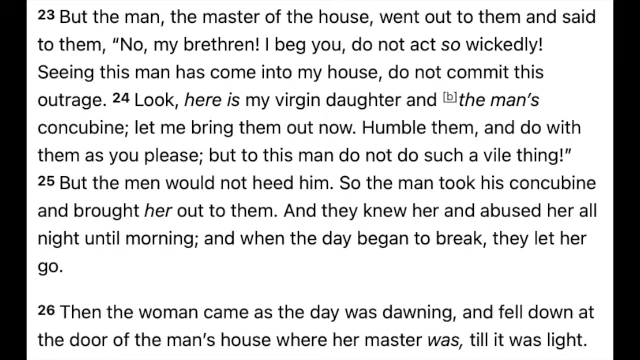 23 But the man, the master of the house, went out to them and said
to them, “No, my brethren! I beg you, do not act so wickedly!
Seeing this man has come into my house, do not commit this
outrage. 24 Look, here is my virgin daughter and [b]the man’s
concubine; let me bring them out now. Humble them, and do with
them as you please; but to this man do not do such a vile thing!”
25 But the men would not heed him. So the man took his concubine
and brought her out to them. And they knew her and abused her all
night until morning; and when the day began to break, they let her
go.
26 Then the woman came as the day was dawning, and fell down at
the door of the man’s house where her master was, till it was light.